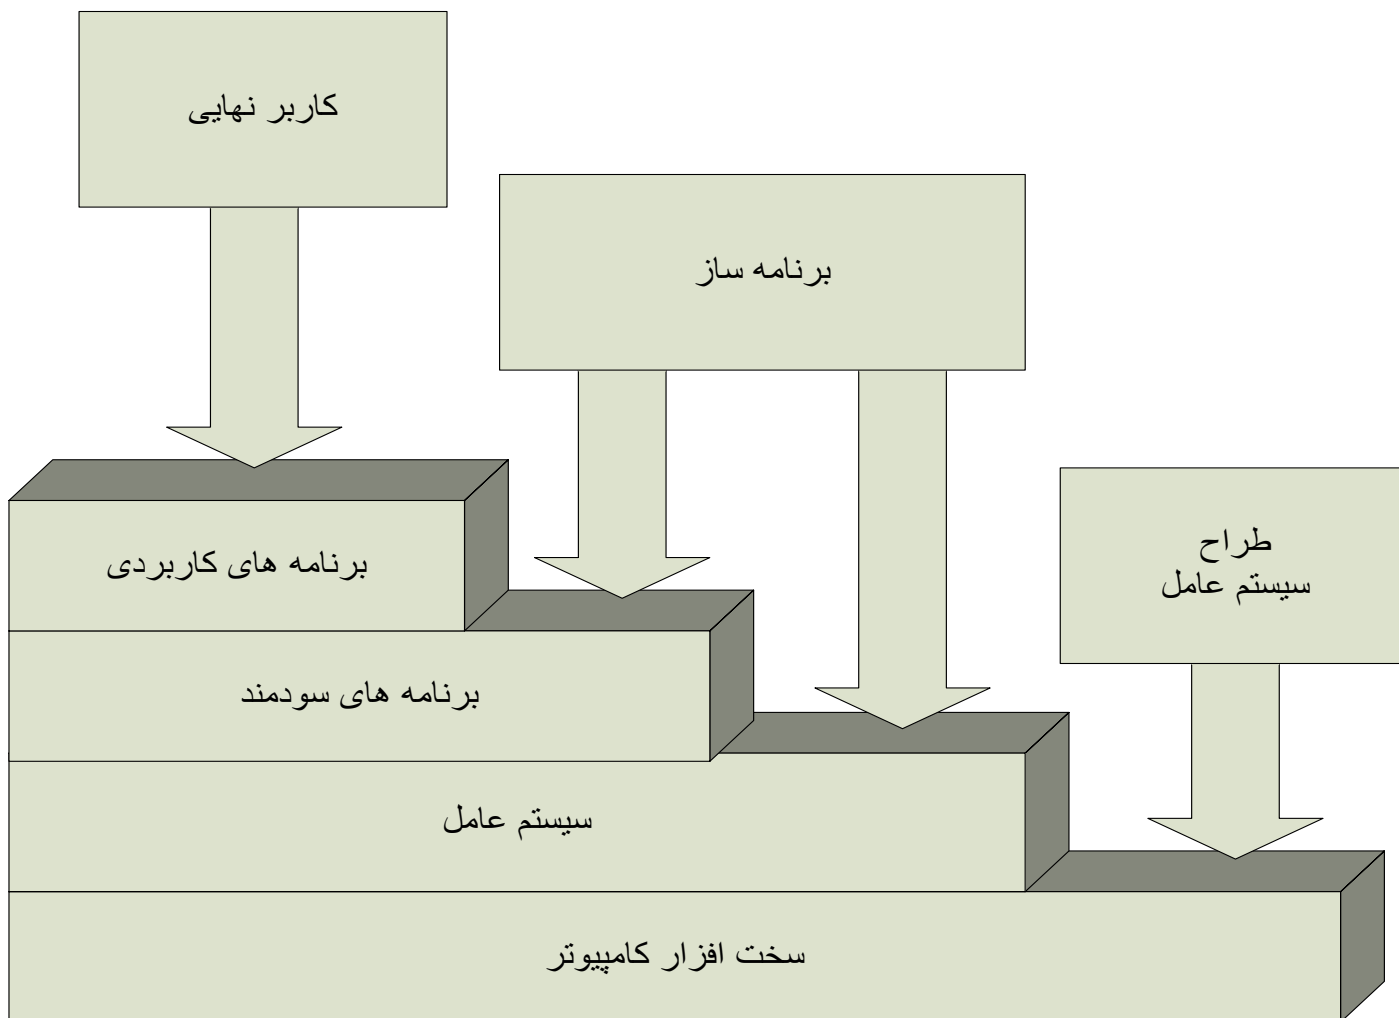 کاربر نهایی
برنامه ساز
طراح
سیستم عامل
برنامه های کاربردی
برنامه های سودمند
سیستم عامل
سخت افزار کامپیوتر